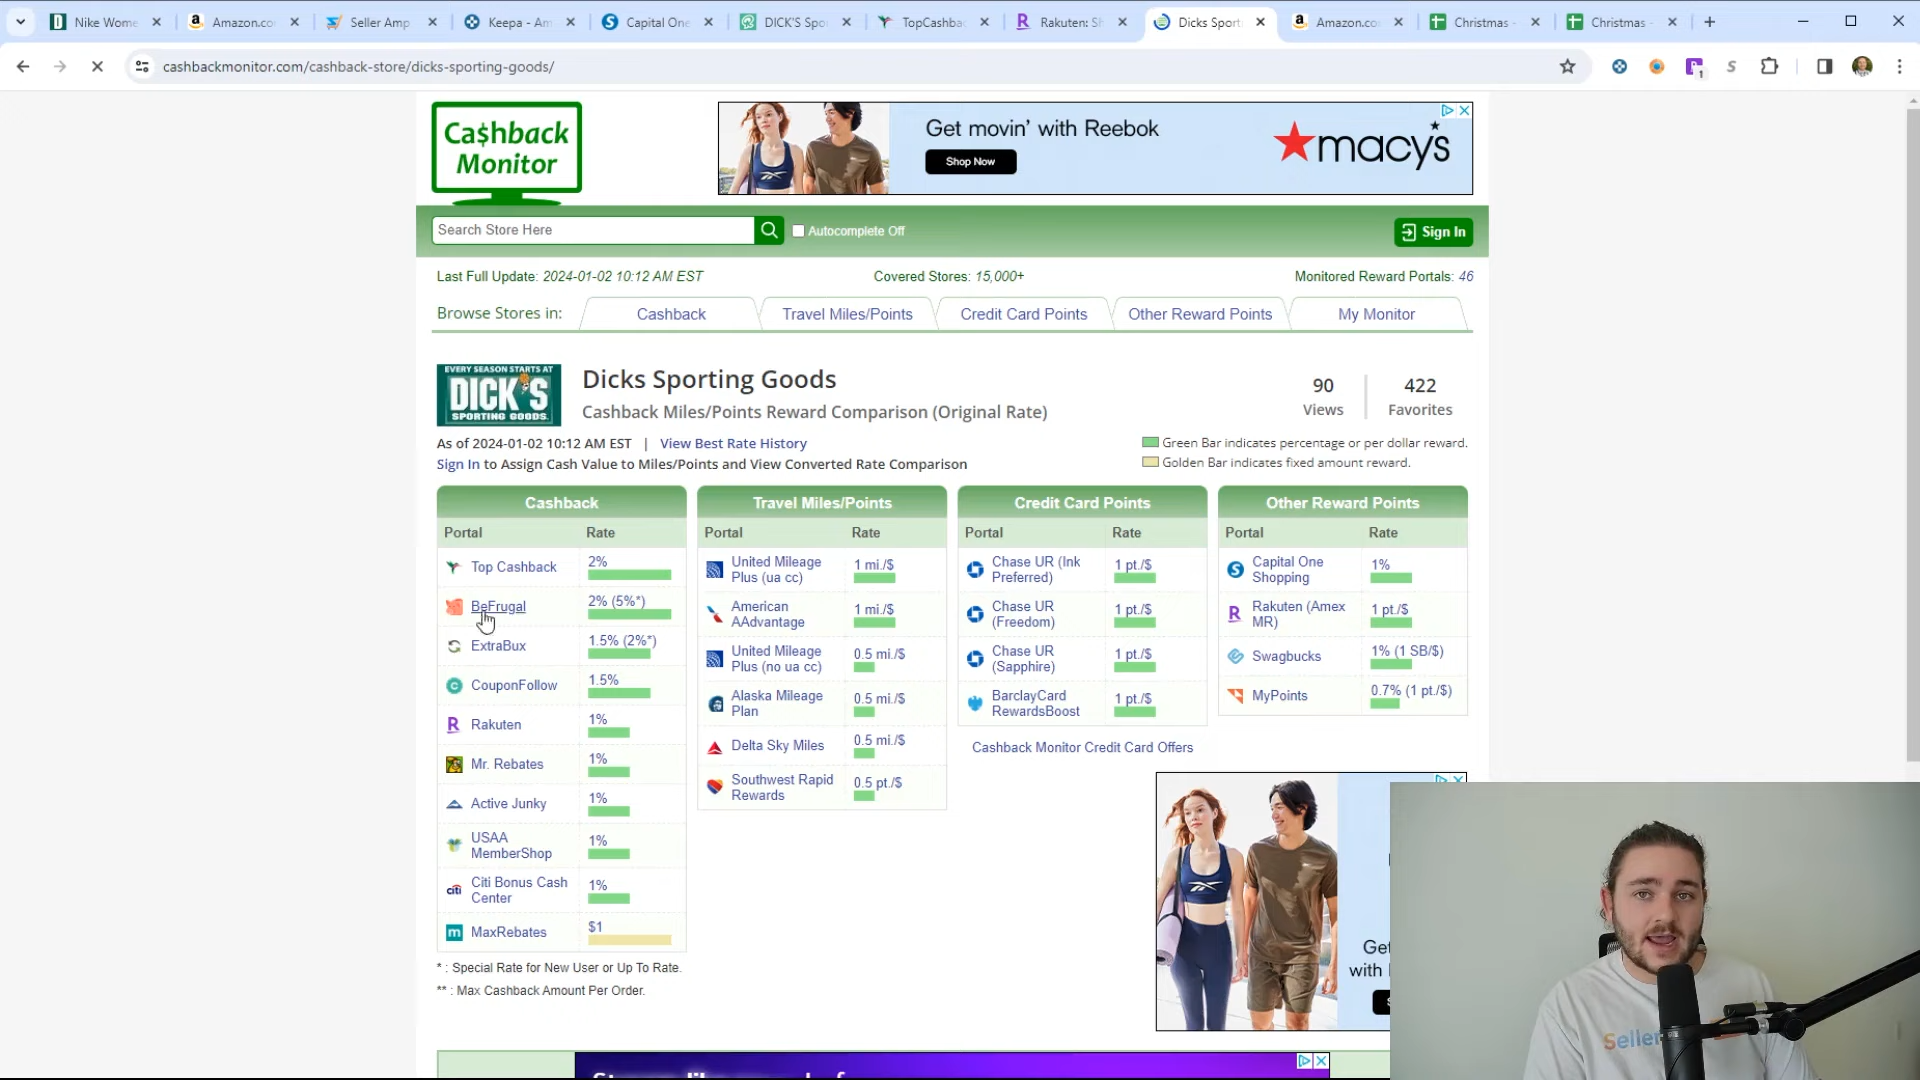 Nike Wome
Amazon.co
Seller Amp
Keepa - Am
Capital One
DICK'S Spo
TopCashba
Rakuten: Sh
Dicks Sport
Amazon.co
Christmas -
Christmas -
cashbackmonitor.com/cashback-store/dicks-sporting-goods/
1
Ca$hback
Monitor
Get movin' with Reebok
Shop Now
macy's
Search Store Here
Autocomplete Off
Sign In
Last Full Update: 2024-01-02 10:12 AM EST
Covered Stores: 15,000+
Monitored Reward Portals: 46
Browse Stores in:
Cashback
Travel Miles/Points
Credit Card Points
Other Reward Points
My Monitor
EVERY SEASON STARTS AT
DICK'S
SPORTING GOODS
Dicks Sporting Goods
Cashback Miles/Points Reward Comparison (Original Rate)
90
Views
422
Favorites
As of 2024-01-02 10:12 AM EST | View Best Rate History
Sign In to Assign Cash Value to Miles/Points and View Converted Rate Comparison
Green Bar indicates percentage or per dollar reward.
Golden Bar indicates fixed amount reward.
Cashback
Portal Rate
Top Cashback 2%
BeFrugal 2% (5%*)
ExtraBux 1.5% (2%*)
CouponFollow 1.5%
Rakuten 1%
Mr. Rebates 1%
Active Junky 1%
USAA
MemberShop 1%
citi Citi Bonus Cash
Center 1%
m MaxRebates $1
* : Special Rate for New User or Up To Rate.
** : Max Cashback Amount Per Order.
Travel Miles/Points
Portal Rate
United Mileage
Plus (ua cc) 1 mi./$
American
AAdvantage 1 mi./$
United Mileage
Plus (no ua cc) 0.5 mi./$
Alaska Mileage
Plan 0.5 mi./$
Delta Sky Miles 0.5 mi./$
Southwest Rapid
Rewards 0.5 pt./$
Credit Card Points
Portal Rate
Chase UR (Ink
Preferred) 1 pt./$
Chase UR
(Freedom) 1 pt./$
Chase UR
(Sapphire) 1 pt./$
BarclayCard
RewardsBoost 1 pt./$
Cashback Monitor Credit Card Offers
Other Reward Points
Portal Rate
Capital One
Shopping 1%
Rakuten (Amex
MR) 1 pt./$
Swagbucks 1% (1 SB/$)
MyPoints 0.7% (1 pt./$)
Get
with
Seller